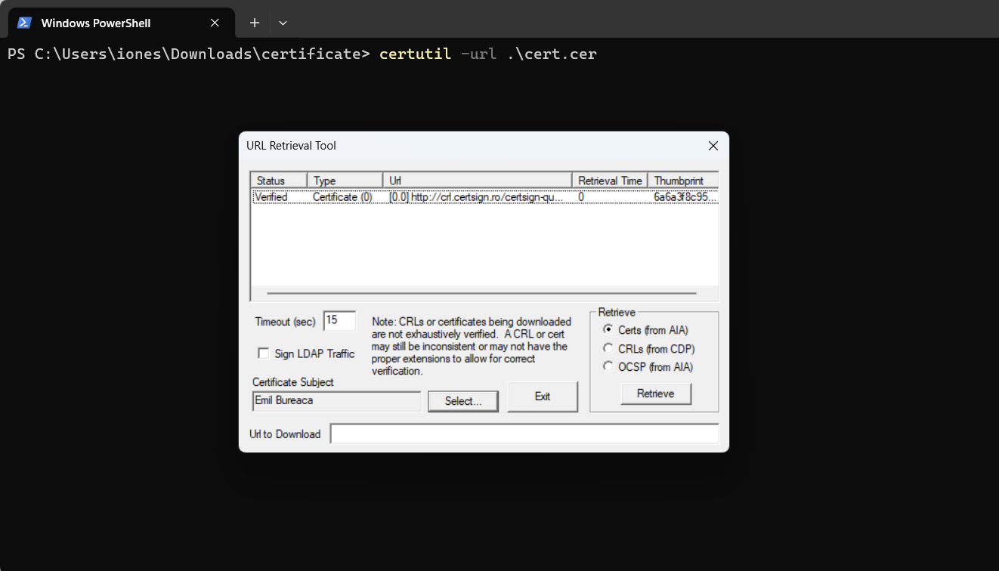 Windows PowerShell
PS C:\Users\iones\Downloads\certificate> certutil -url .\cert.cer
URL Retrieval Tool
Status Type Url Retrieval Time Thumbprint
Verified Certificate (0) [0.0] http://crl.certsign.ro/certsign-qu... 0 6a6a3f8c95...
Timeout (sec) 15
Sign LDAP Traffic
Note: CRLs or certificates being downloaded
are not exhaustively verified. A CRL or cert
may still be inconsistent or may not have the
proper extensions to allow for correct
verification.
Retrieve
Certs (from AIA)
CRLs (from CDP)
OCSP (from AIA)
Retrieve
Certificate Subject
Emil Bureaca
Select...
Exit
Url to Download